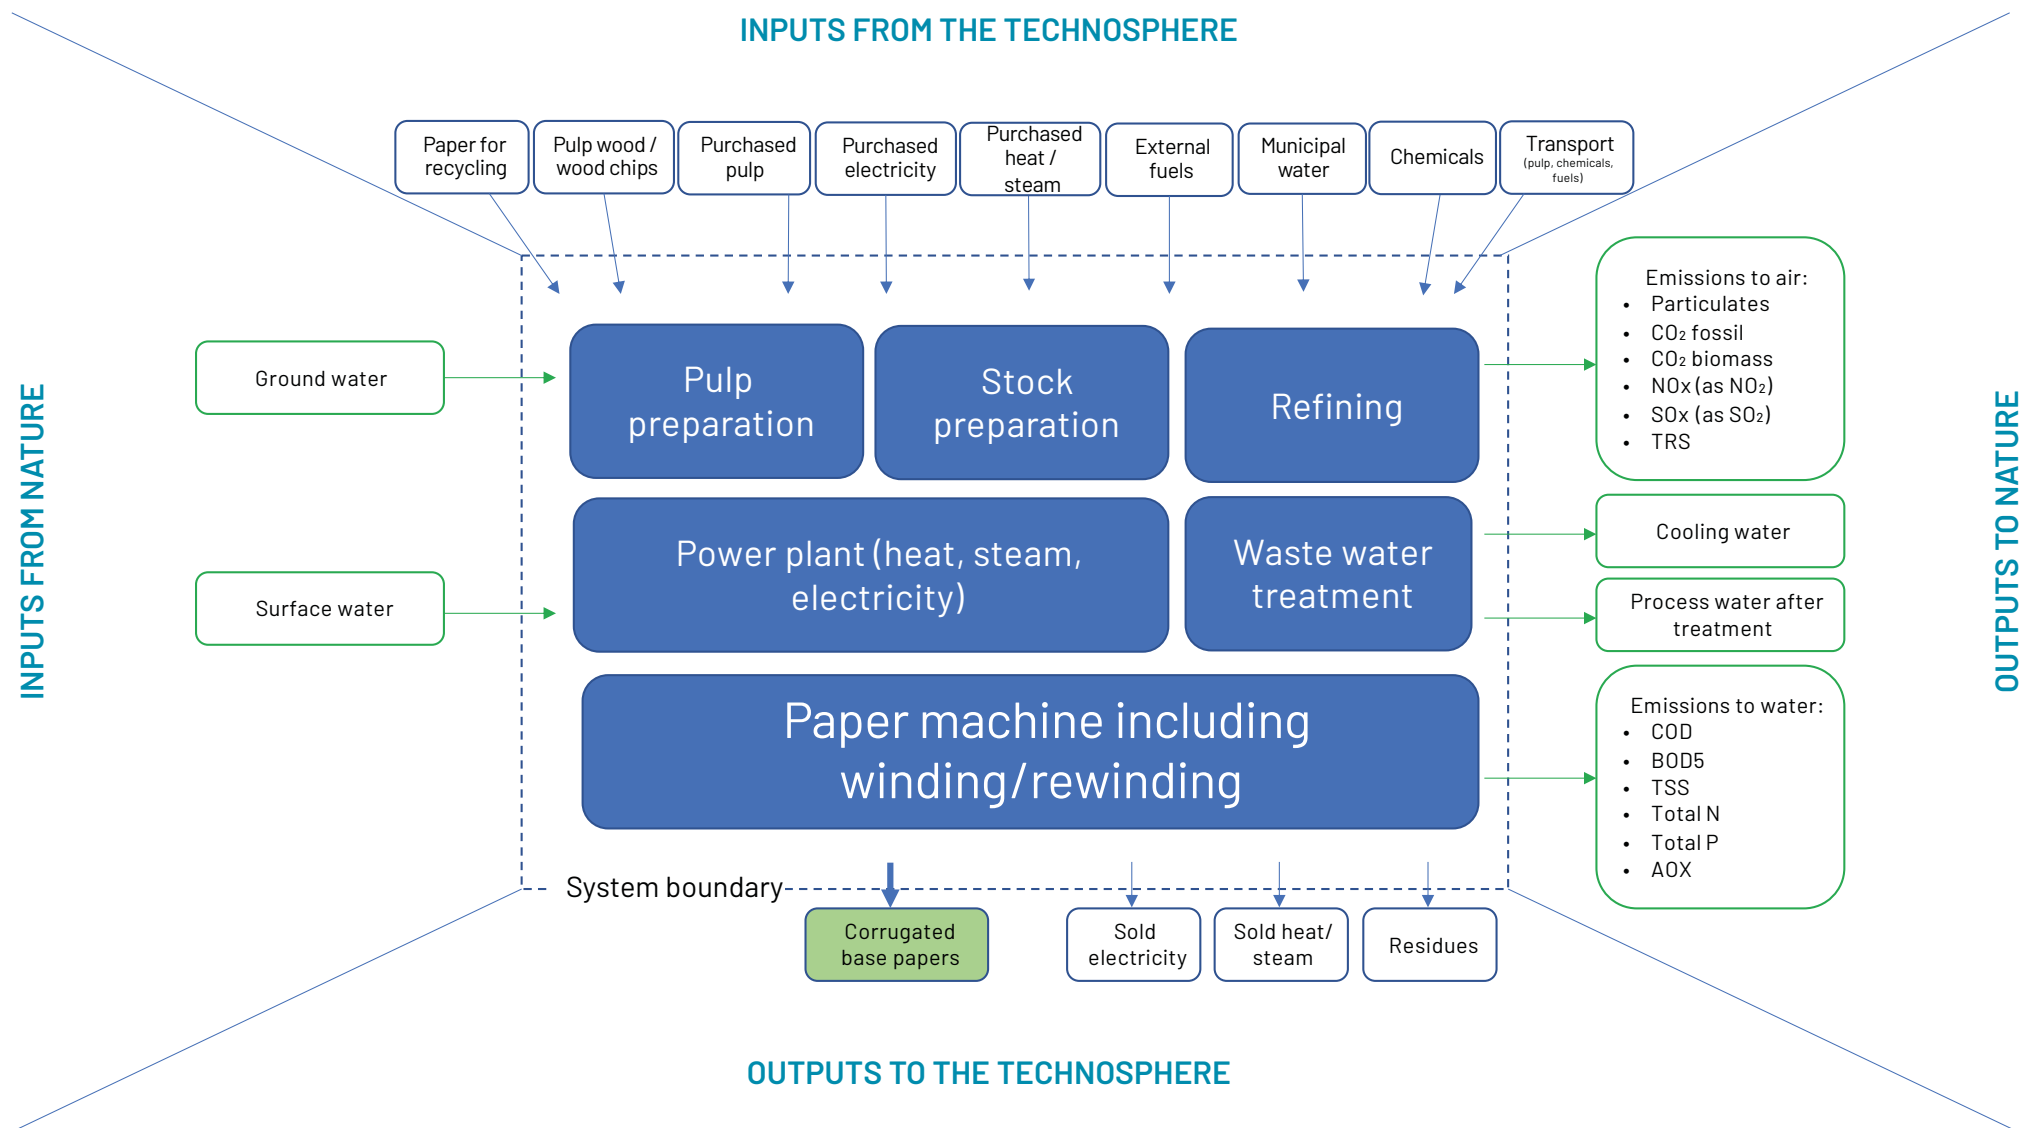 INPUTS FROM THE TECHNOSPHERE
Paper for
recycling
Pulp wood /
wood chips
Purchased
pulp
Purchased
electricity
Purchased
heat /
steam
External
fuels
Municipal
water
Chemicals
Transport
(pulp, chemicals,
fuels)
INPUTS FROM NATURE
Ground water
Surface water
Pulp
preparation
Stock
preparation
Refining
Power plant (heat, steam,
electricity)
Waste water
treatment
Paper machine including
winding/rewinding
System boundary
Emissions to air:
• Particulates
• CO₂ fossil
• CO₂ biomass
• NOx (as NO₂)
• SOx (as SO₂)
• TRS
Cooling water
Process water after
treatment
Emissions to water:
• COD
• BOD5
• TSS
• Total N
• Total P
• AOX
OUTPUTS TO NATURE
Corrugated
base papers
Sold
electricity
Sold heat/
steam
Residues
OUTPUTS TO THE TECHNOSPHERE